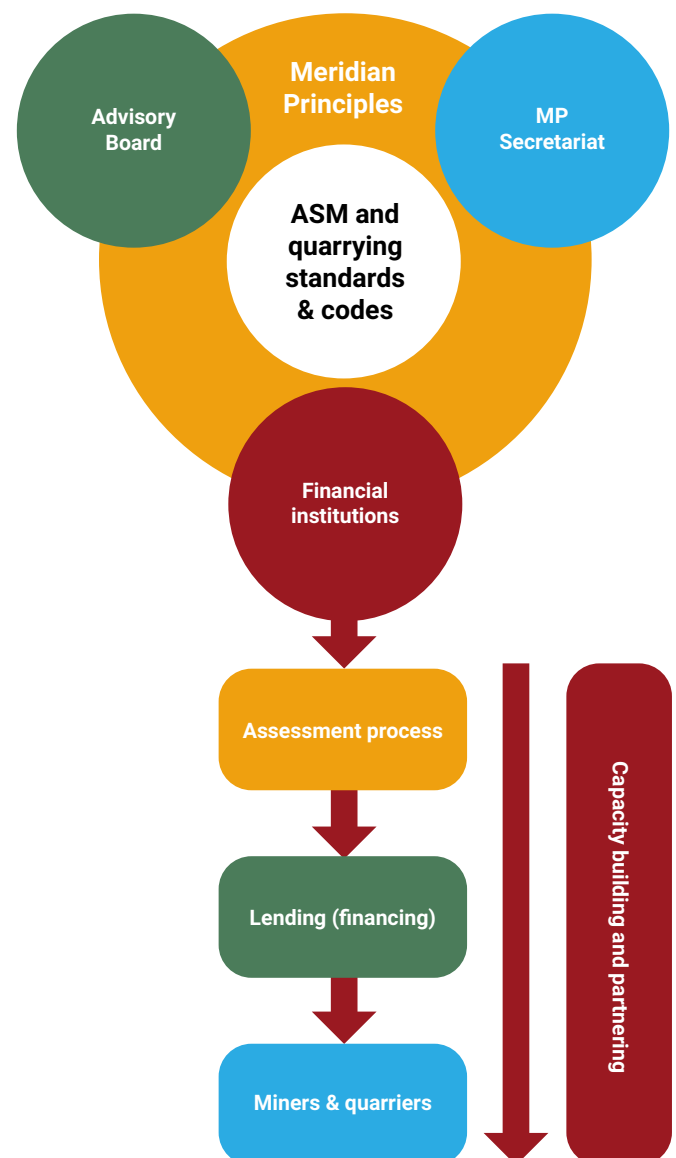 Meridian
Principles
Advisory
Board
MP
Secretariat
ASM and
quarrying
standards
& codes
Financial
institutions
Assessment process
Lending (financing)
Miners & quarriers
Capacity building and partnering